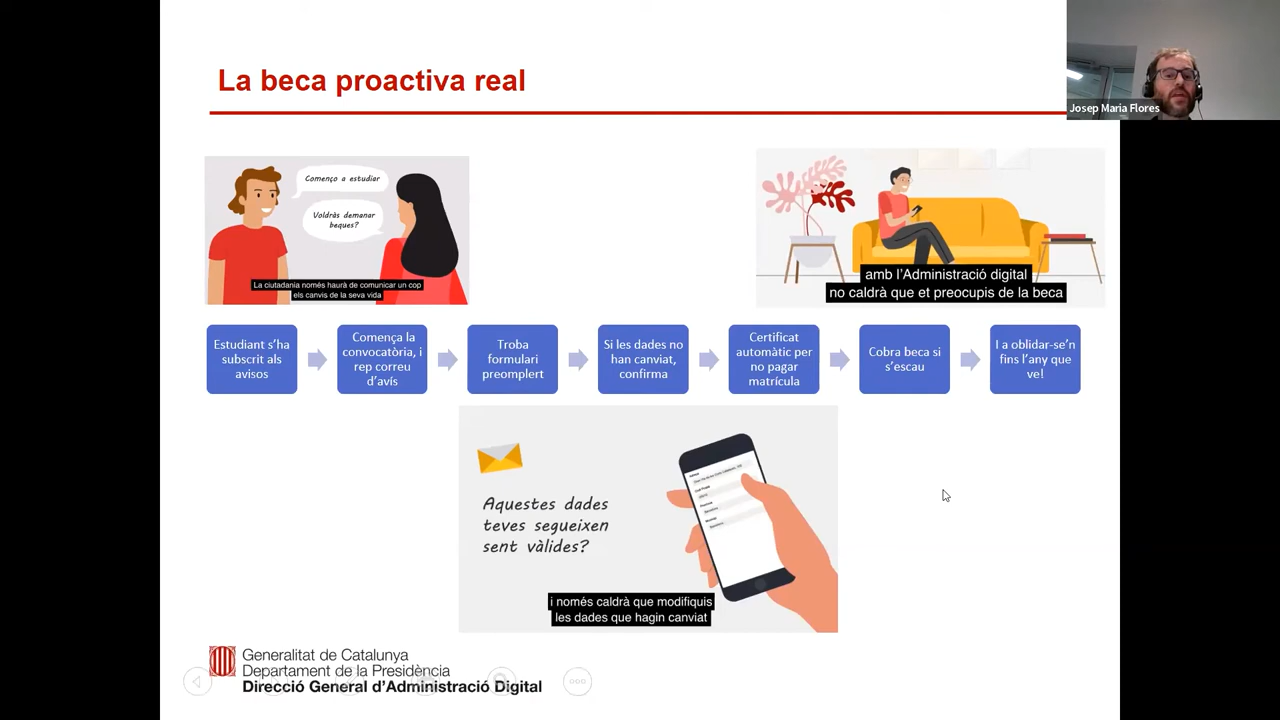 La beca proactiva real
Josep Maria Flores
Començo a estudiar
Voldràs demanar
beques?
La ciutadania només haurà de comunicar un cop
els canvis de la seva vida
amb l'Administració digital
no caldrà que et preocupis de la beca
Estudiant s'ha
subscrit als
avisos
Comença la
convocatòria, i
rep correu
d'avís
Troba
formulari
preomplert
Si les dades no
han canviat,
confirma
Certificat
automàtic per
no pagar
matrícula
Cobra beca si
s'escau
I a oblidar-se'n
fins l'any que
ve!
Aquestes dades
teves segueixen
sent vàlides?
i només caldrà que modifiquis
les dades que hagin canviat
Generalitat de Catalunya
Departament de la Presidència
Direcció General d'Administració Digital